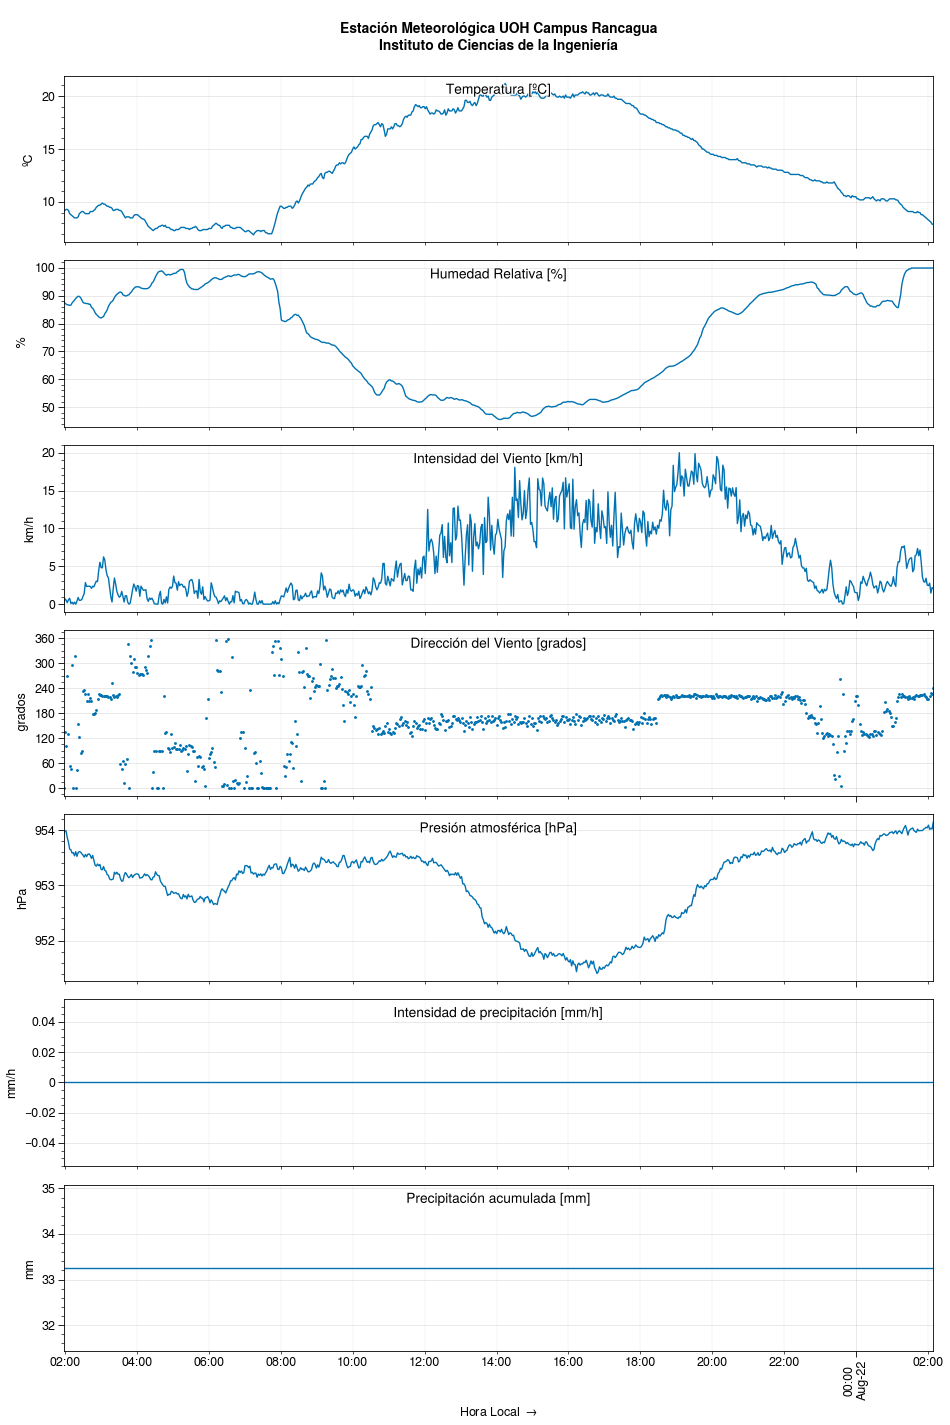 Estación Meteorológica UOH Campus Rancagua
Instituto de Ciencias de la Ingeniería
Temperatura [ºC]
ºC
20
15
10
Humedad Relativa [%]
%
100
90
80
70
60
50
Intensidad del Viento [km/h]
km/h
20
15
10
5
0
Dirección del Viento [grados]
grados
360
300
240
180
120
60
0
Presión atmosférica [hPa]
hPa
954
953
952
Intensidad de precipitación [mm/h]
mm/h
0.04
0.02
0
−0.02
−0.04
Precipitación acumulada [mm]
mm
35
34
33
32
02:00 04:00 06:00 08:00 10:00 12:00 14:00 16:00 18:00 20:00 22:00 00:00 02:00
Aug-22
Hora Local →